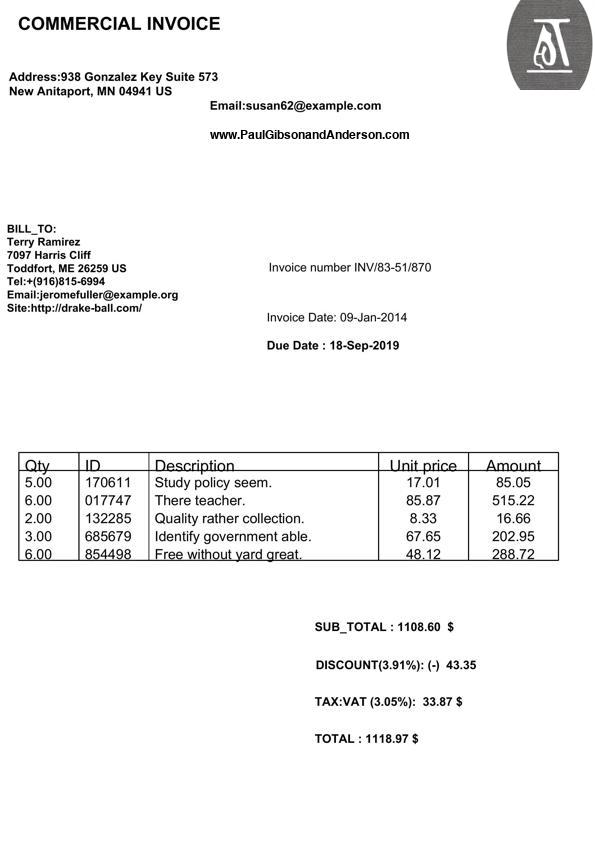 COMMERCIAL INVOICE
Address:938 Gonzalez Key Suite 573
New Anitaport, MN 04941 US
Email:susan62@example.com
www.PaulGibsonandAnderson.com
BILL_TO:
Terry Ramirez
7097 Harris Cliff
Toddfort, ME 26259 US
Tel:+(916)815-6994
Email:jeromefuller@example.org
Site:http://drake-ball.com/
Invoice number INV/83-51/870
Invoice Date: 09-Jan-2014
Due Date : 18-Sep-2019
Qty ID Description Unit price Amount
5.00 170611 Study policy seem. 17.01 85.05
6.00 017747 There teacher. 85.87 515.22
2.00 132285 Quality rather collection. 8.33 16.66
3.00 685679 Identify government able. 67.65 202.95
6.00 854498 Free without yard great. 48.12 288.72
SUB_TOTAL : 1108.60 $
DISCOUNT(3.91%): (-) 43.35
TAX:VAT (3.05%): 33.87 $
TOTAL : 1118.97 $